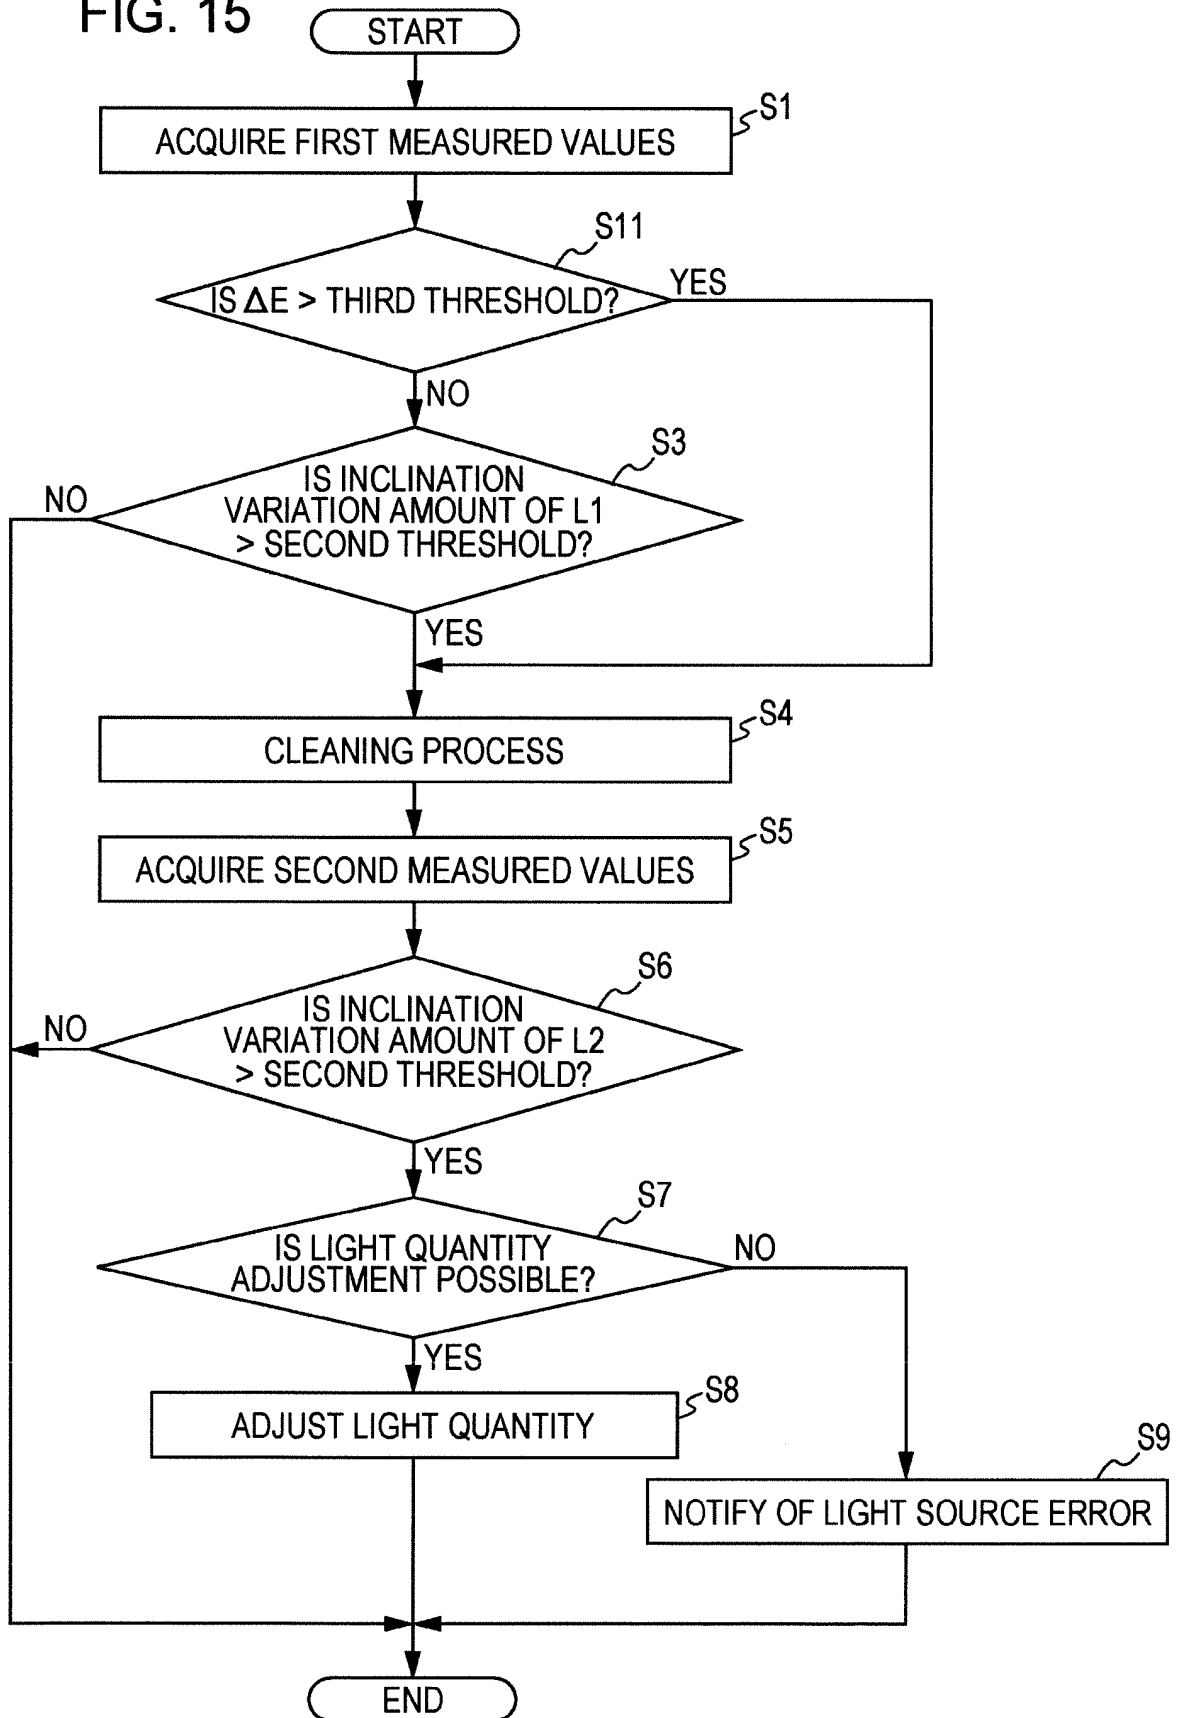 FIG. 15
START
S1
ACQUIRE FIRST MEASURED VALUES
S11
IS ΔE > THIRD THRESHOLD?
YES
NO
S3
IS INCLINATION
VARIATION AMOUNT OF L1
> SECOND THRESHOLD?
NO
YES
S4
CLEANING PROCESS
S5
ACQUIRE SECOND MEASURED VALUES
S6
IS INCLINATION
VARIATION AMOUNT OF L2
> SECOND THRESHOLD?
NO
YES
S7
IS LIGHT QUANTITY
ADJUSTMENT POSSIBLE?
NO
YES
S8
ADJUST LIGHT QUANTITY
S9
NOTIFY OF LIGHT SOURCE ERROR
END